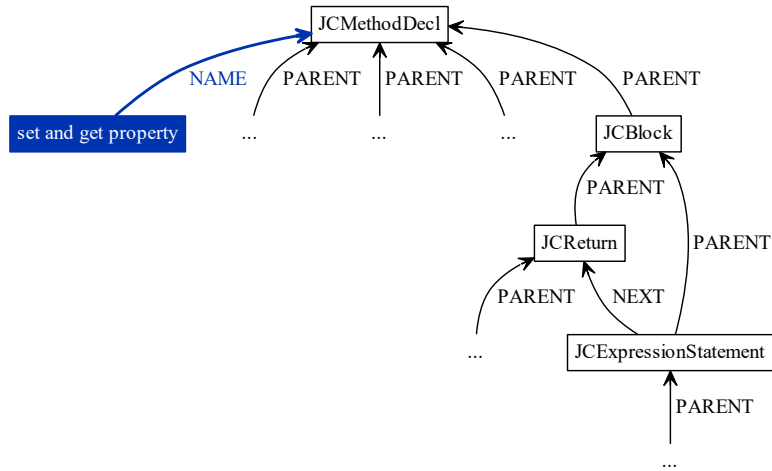 JCMethodDecl
NAME
PARENT
PARENT
PARENT
PARENT
set and get property
...
...
...
JCBlock
PARENT
JCReturn
PARENT
PARENT
NEXT
...
JCExpressionStatement
PARENT
...